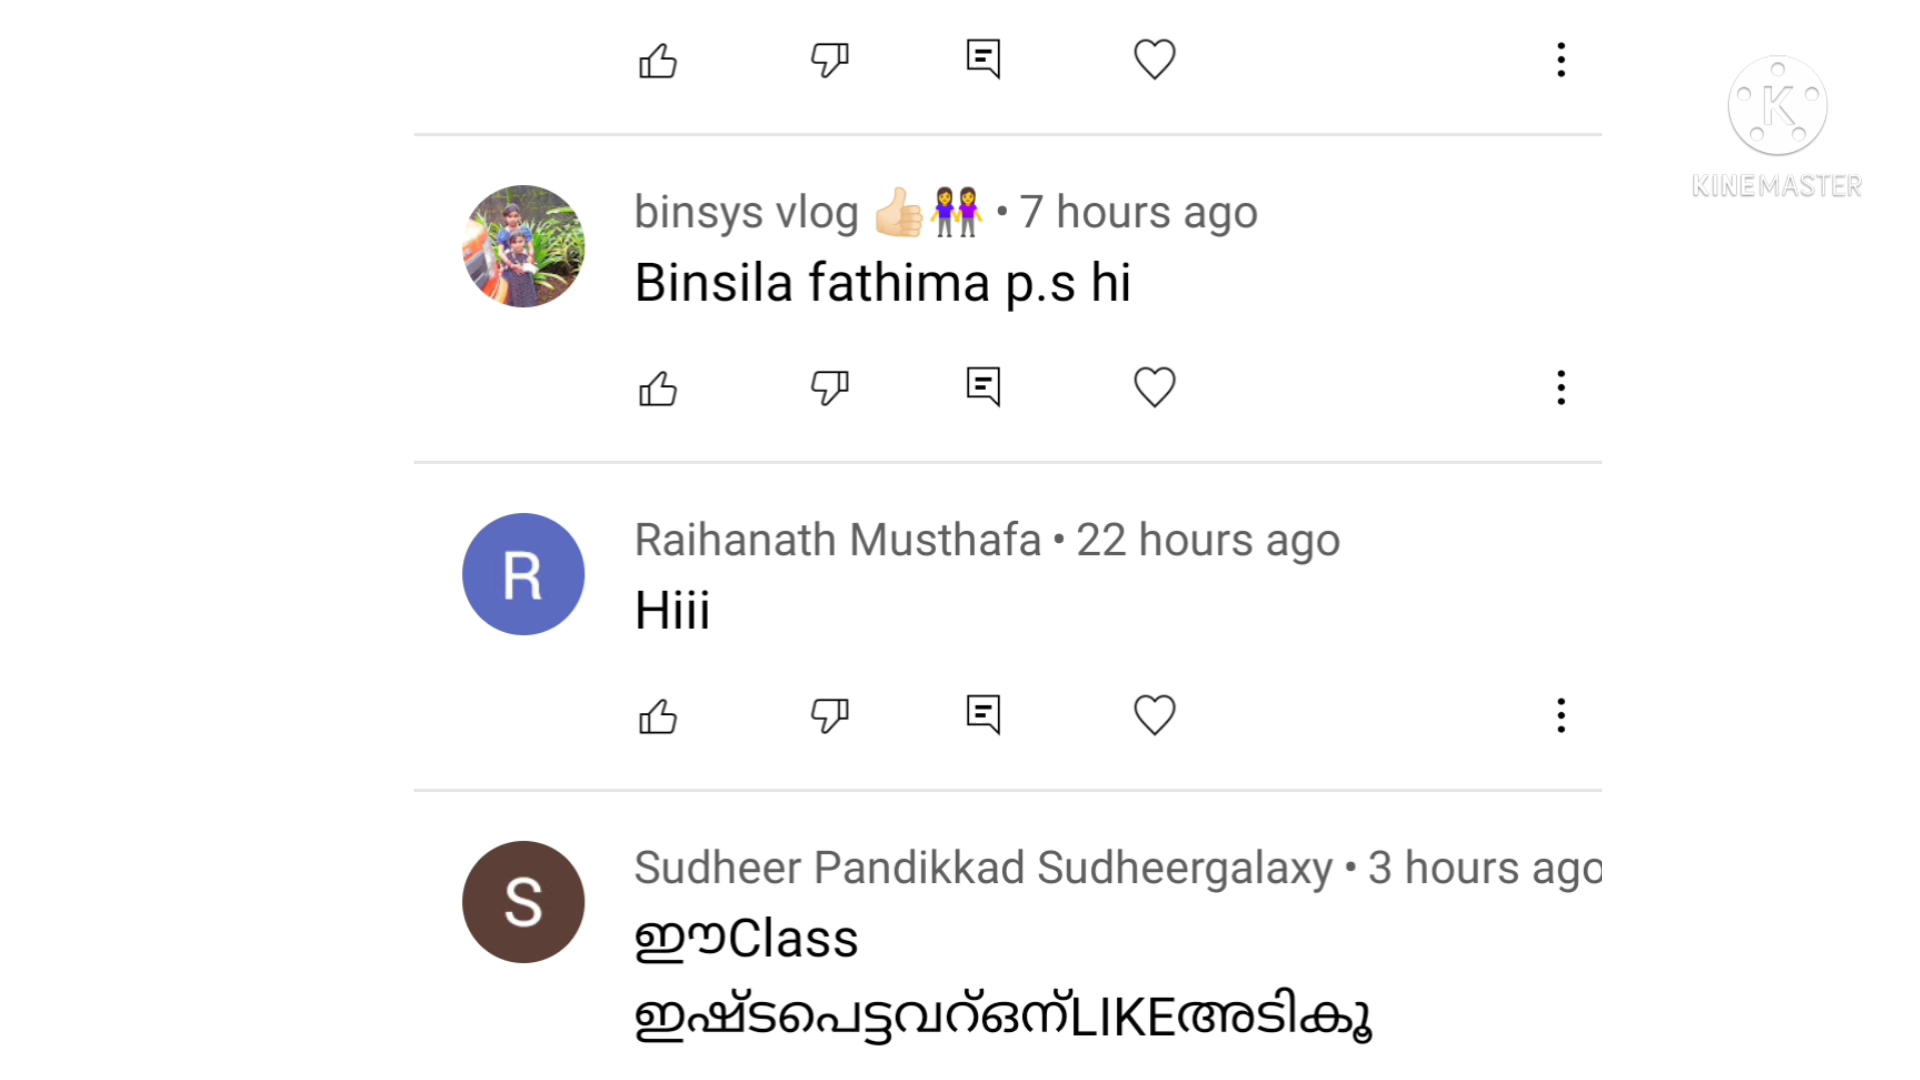 KINEMASTER
binsys vlog 👍🏻👭 • 7 hours ago
Binsila fathima p.s hi
R
Raihanath Musthafa • 22 hours ago
Hiii
S
Sudheer Pandikkad Sudheergalaxy • 3 hours ago
ഈClass
ഇഷ്ടപെട്ടവറ്ഒന്LIKEഅടികൂ